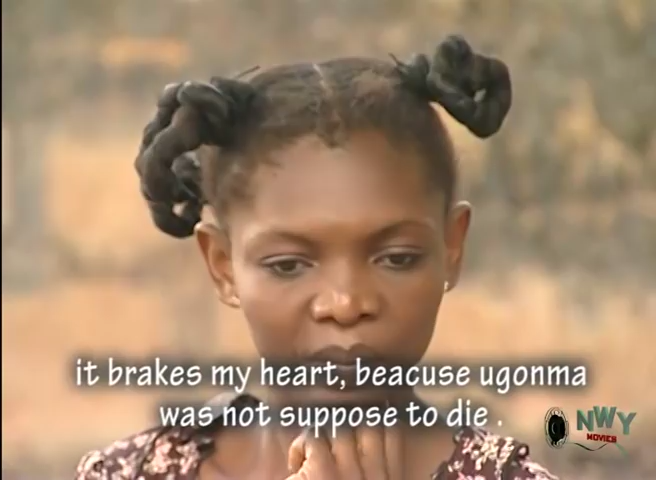 it brakes my heart, beacuse ugonma
was not suppose to die .
NWY
MOVIES